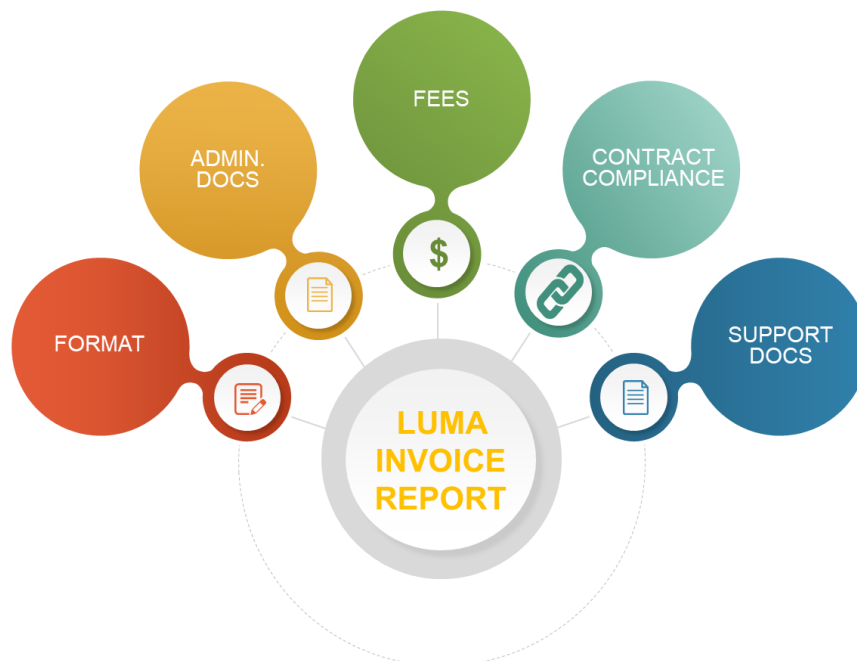 FEES
ADMIN.
DOCS
CONTRACT
COMPLIANCE
$
FORMAT
SUPPORT
DOCS
LUMA
INVOICE
REPORT